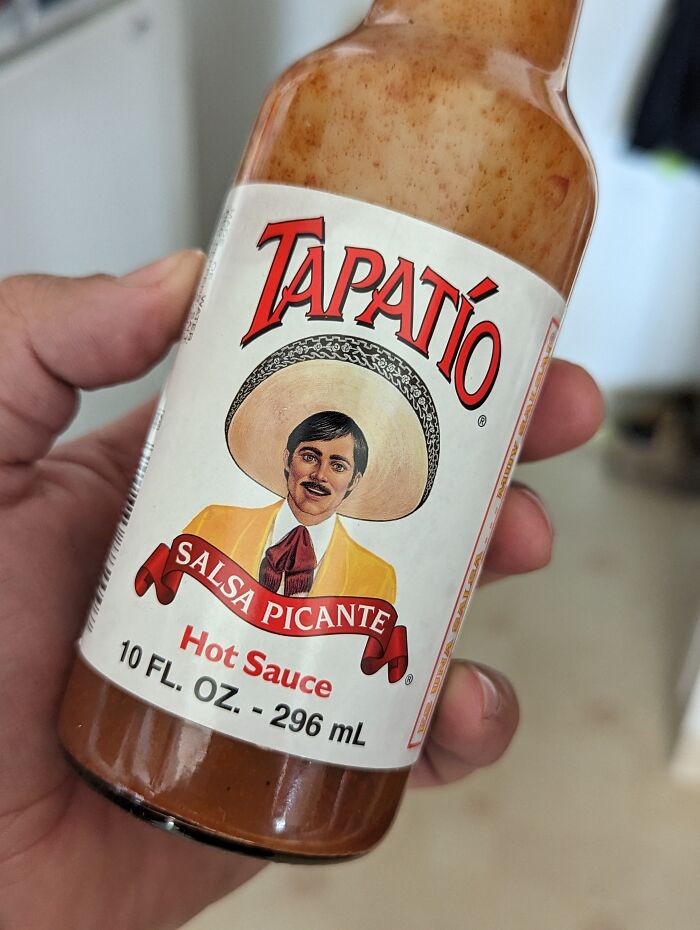 TAPATÍO
®
SALSA PICANTE
®
Hot Sauce
10 FL. OZ. - 296 mL